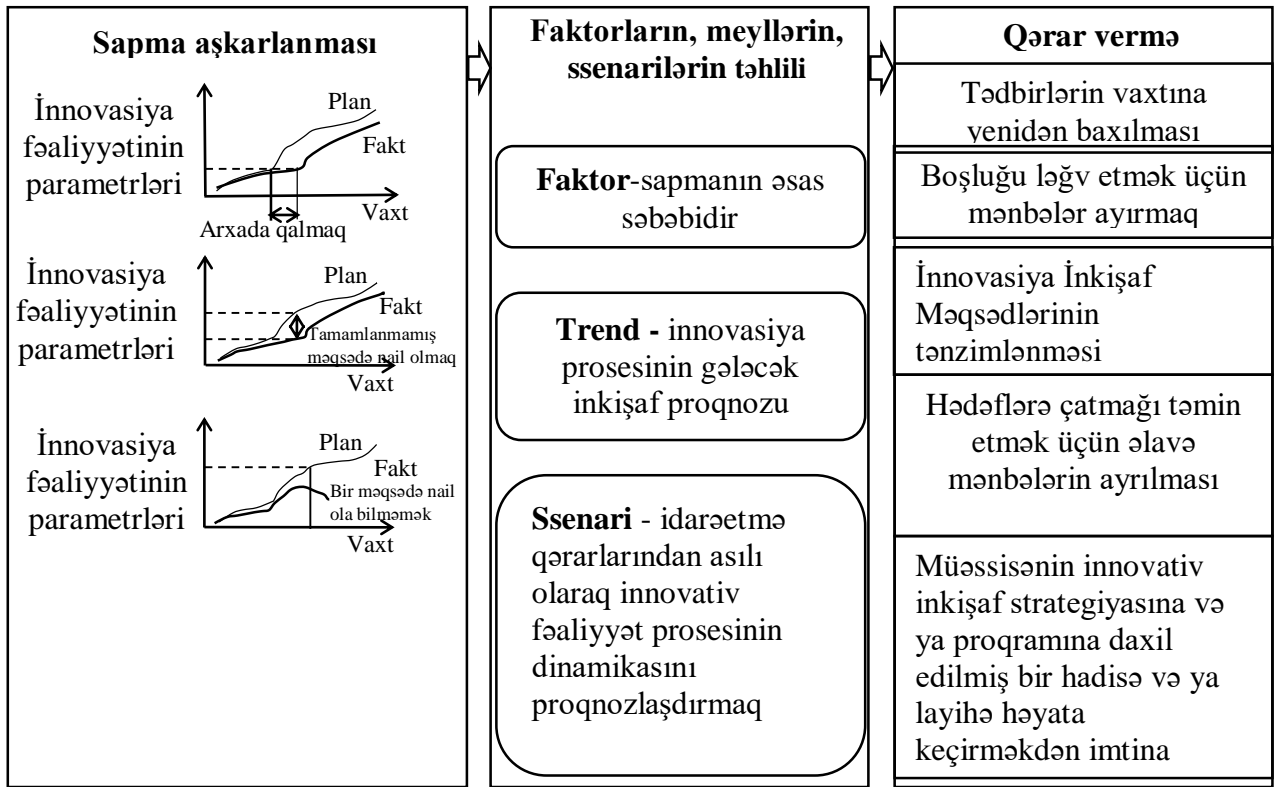 Sapma aşkarlanması
İnnovasiya
fəaliyyətinin
parametrləri
Plan
Fakt
Vaxt
Arxada qalmaq
İnnovasiya
fəaliyyətinin
parametrləri
Plan
Fakt
Tamamlanmamış
məqsədə nail olmaq
İnnovasiya
fəaliyyətinin
parametrləri
Plan
Fakt
Bir məqsədə nail
ola bilməmək
Vaxt
Faktorların, meyllərin,
ssenarilərin təhlili
Faktor-sapmanın əsas
səbəbidir
Trend - innovasiya
prosesinin gələcək
inkişaf proqnozu
Ssenari - idarəetmə
qərarlarından asılı
olaraq innovativ
fəaliyyət prosesinin
dinamikasını
proqnozlaşdırmaq
Qərar vermə
Tədbirlərin vaxtına
yenidən baxılması
Boşluğu ləğv etmək üçün
mənbələr ayırmaq
İnnovasiya İnkişaf
Məqsədlərinin
tənzimlənməsi
Hədəflərə çatmağı təmin
etmək üçün əlavə
mənbələrin ayrılması
Müəssisənin innovativ
inkişaf strategiyasına və
ya proqramına daxil
edilmiş bir hadisə və ya
layihə həyata
keçirməkdən imtina